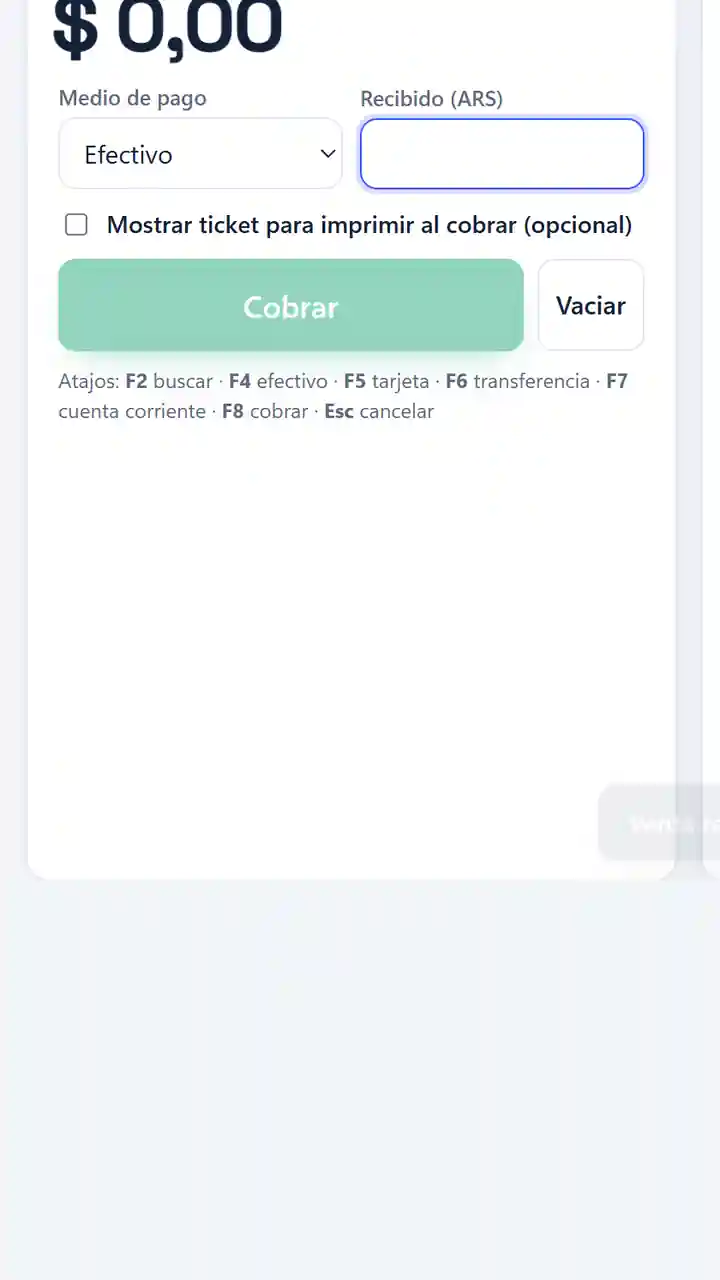 $ 0,00
Medio de pago
Recibido (ARS)
Efectivo
Mostrar ticket para imprimir al cobrar (opcional)
Cobrar
Vaciar
Atajos: F2 buscar · F4 efectivo · F5 tarjeta · F6 transferencia · F7
cuenta corriente · F8 cobrar · Esc cancelar